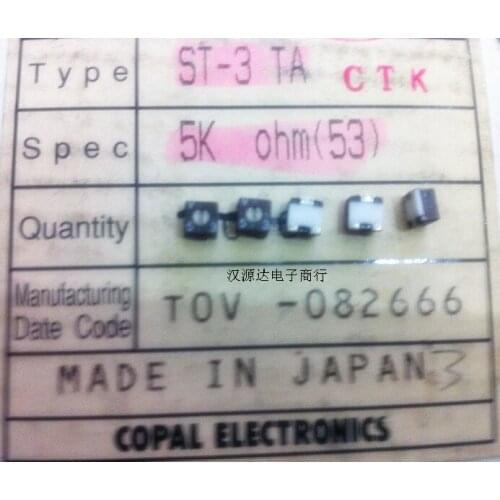 Type ST-3 TA CTK
Spec 5K ohm(53)
Quantity
汉源达电子商行
Manufacturing
Date Code TOV -082666
MADE IN JAPAN 3
COPAL ELECTRONICS